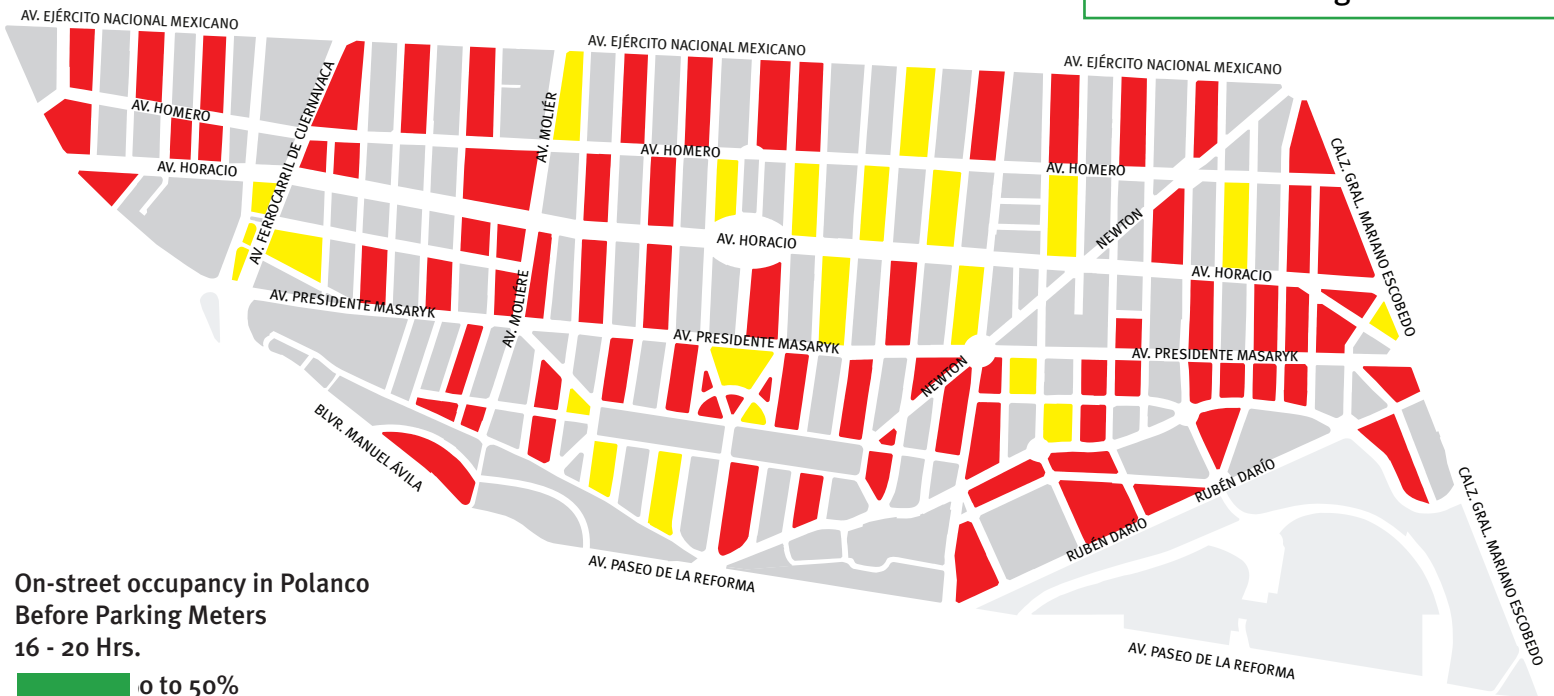 AV. EJÉRCITO NACIONAL MEXICANO
AV. EJÉRCITO NACIONAL MEXICANO
AV. EJÉRCITO NACIONAL MEXICANO
AV. HOMERO
AV. HOMERO
AV. HOMERO
AV. HORACIO
AV. HORACIO
AV. HORACIO
AV. FERROCARRIL DE CUERNAVACA
AV. MOLIÉR
AV. MOLIÉRE
NEWTON
NEWTON
CALZ. GRAL. MARIANO ESCOBEDO
CALZ. GRAL. MARIANO ESCOBEDO
AV. PRESIDENTE MASARYK
AV. PRESIDENTE MASARYK
AV. PRESIDENTE MASARYK
BLVR. MANUEL ÁVILA
RUBÉN DARÍO
RUBÉN DARÍO
AV. PASEO DE LA REFORMA
AV. PASEO DE LA REFORMA
On-street occupancy in Polanco
Before Parking Meters
16 - 20 Hrs.
to 50%